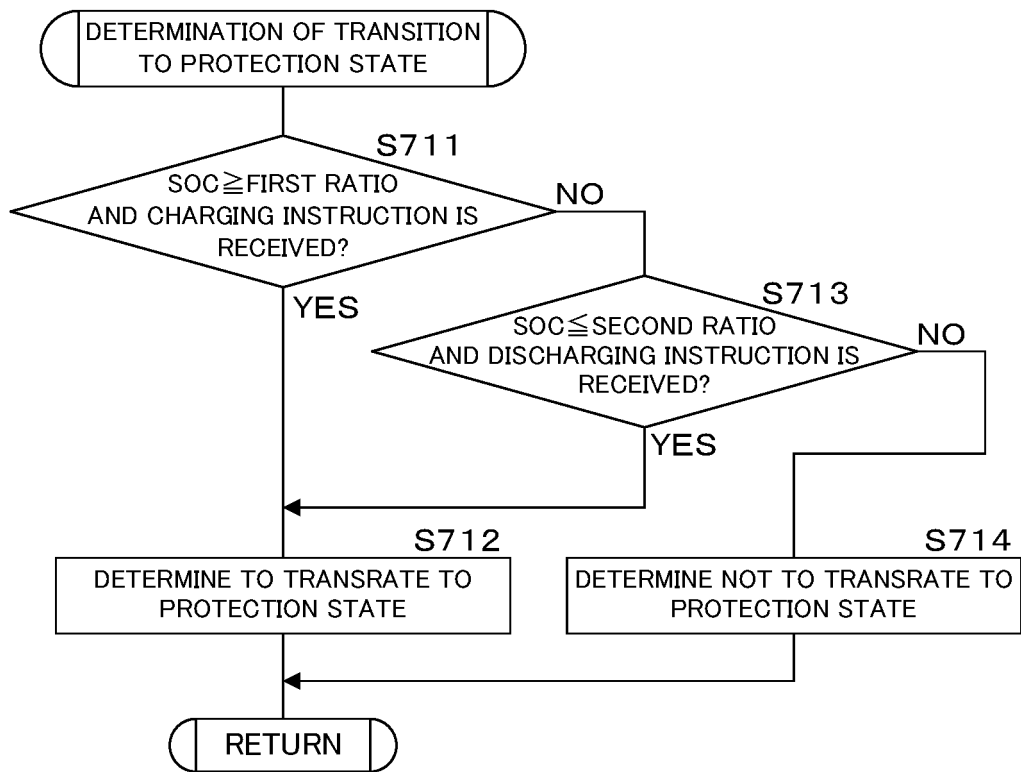 DETERMINATION OF TRANSITION
TO PROTECTION STATE
S711
SOC≧FIRST RATIO
AND CHARGING INSTRUCTION IS
RECEIVED?
NO
YES
S713
SOC≦SECOND RATIO
AND DISCHARGING INSTRUCTION IS
RECEIVED?
NO
YES
S712
DETERMINE TO TRANSRATE TO
PROTECTION STATE
S714
DETERMINE NOT TO TRANSRATE TO
PROTECTION STATE
RETURN